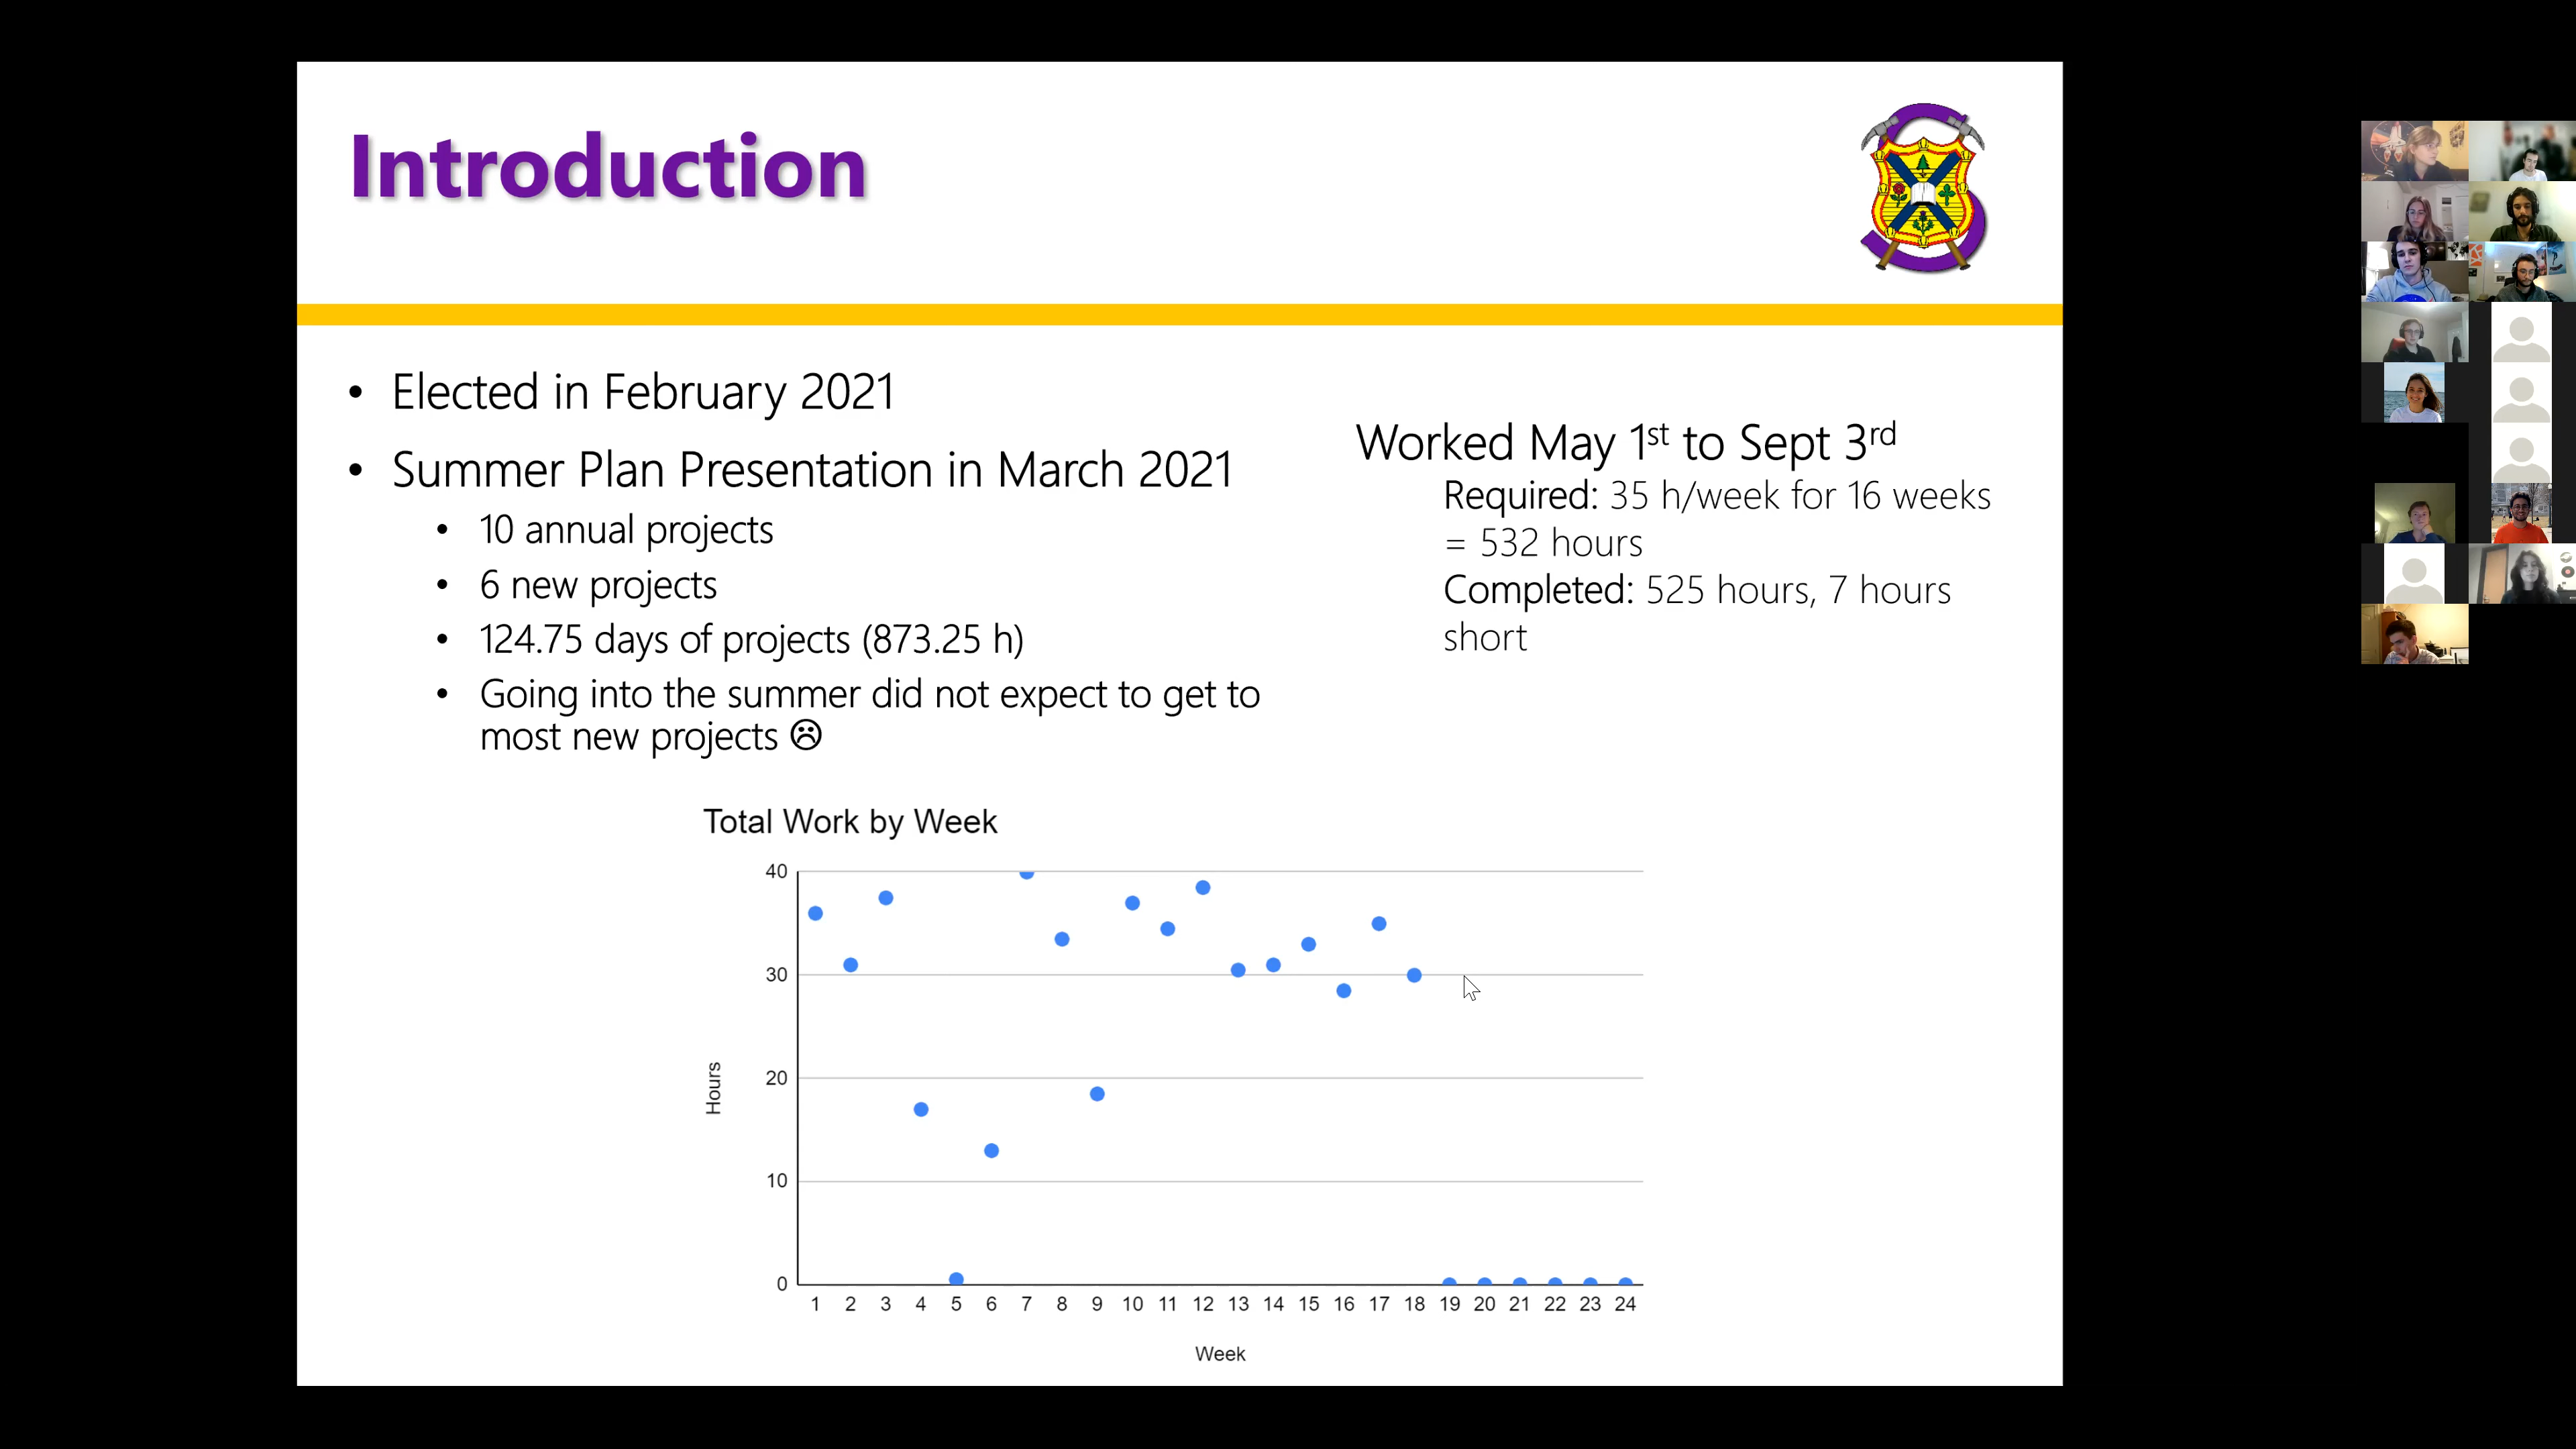 Introduction
• Elected in February 2021
• Summer Plan Presentation in March 2021
• 10 annual projects
• 6 new projects
• 124.75 days of projects (873.25 h)
• Going into the summer did not expect to get to
most new projects ☹
Worked May 1st to Sept 3rd
Required: 35 h/week for 16 weeks
= 532 hours
Completed: 525 hours, 7 hours
short
Total Work by Week
Hours
40
30
20
10
0
1 2 3 4 5 6 7 8 9 10 11 12 13 14 15 16 17 18 19 20 21 22 23 24
Week